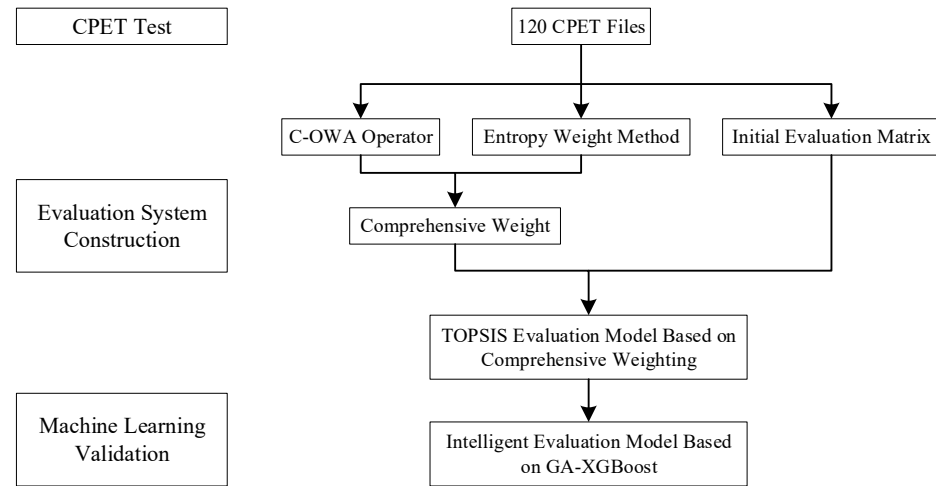 CPET Test
120 CPET Files
C-OWA Operator
Entropy Weight Method
Initial Evaluation Matrix
Evaluation System
Construction
Comprehensive Weight
TOPSIS Evaluation Model Based on
Comprehensive Weighting
Machine Learning
Validation
Intelligent Evaluation Model Based
on GA-XGBoost